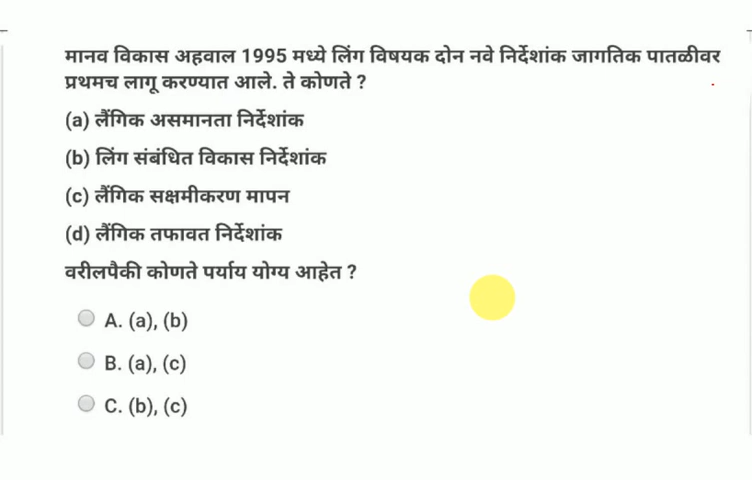 मानव विकास अहवाल 1995 मध्ये लिंग विषयक दोन नवे निर्देशांक जागतिक पातळीवर
प्रथमच लागू करण्यात आले. ते कोणते ?
(a) लैंगिक असमानता निर्देशांक
(b) लिंग संबंधित विकास निर्देशांक
(c) लैंगिक सक्षमीकरण मापन
(d) लैंगिक तफावत निर्देशांक
वरीलपैकी कोणते पर्याय योग्य आहेत ?
A. (a), (b)
B. (a), (c)
C. (b), (c)